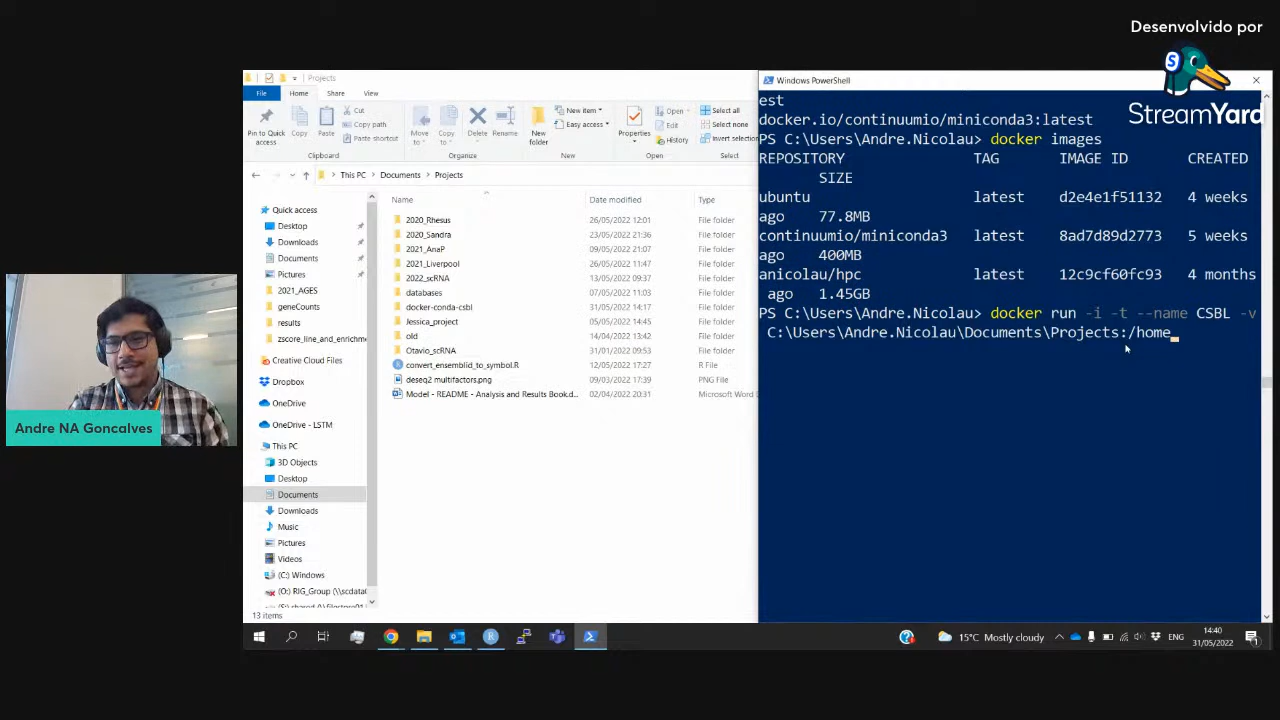 Desenvolvido por
StreamYard
Andre NA Goncalves
Projects
File
Home
Share
View
Pin to Quick access
Copy
Paste
Cut
Copy path
Paste shortcut
Clipboard
Move to
Copy to
Delete
Rename
Organize
New folder
New item
Easy access
New
Properties
Open
Edit
History
Open
Select all
Select none
Invert selection
Select
This PC
Documents
Projects
Name
Date modified
Type
Quick access
Desktop
Downloads
Documents
Pictures
2021_AGES
geneCounts
results
zscore_line_and_enrichm
Creative Cloud Files
Dropbox
OneDrive
OneDrive - LSTM
This PC
3D Objects
Desktop
Documents
Downloads
Music
Pictures
Videos
(C:) Windows
(O:) RIG_Group (\\scdata
2020_Rhesus 26/05/2022 12:01 File folder
2020_Sandra 23/05/2022 21:36 File folder
2021_AnaP 09/05/2022 21:07 File folder
2021_Liverpool 26/05/2022 11:47 File folder
2022_scRNA 13/05/2022 09:37 File folder
databases 07/05/2022 11:03 File folder
docker-conda-csbl 31/05/2022 14:17 File folder
Jessica_project 05/05/2022 14:45 File folder
old 14/04/2022 13:42 File folder
Otavio_scRNA 31/01/2022 09:53 File folder
convert_ensemblid_to_symbol.R 12/05/2022 17:27 R File
deseq2 multifactors.png 09/03/2022 17:39 PNG File
Model - README - Analysis and Results Book.d... 02/04/2022 20:31 Microsoft Word
13 items
Windows PowerShell
est
docker.io/continuumio/miniconda3:latest
PS C:\Users\Andre.Nicolau> docker images
REPOSITORY TAG IMAGE ID CREATED
SIZE
ubuntu latest d2e4e1f51132 4 weeks
ago 77.8MB
continuumio/miniconda3 latest 8ad7d89d2773 5 weeks
ago 400MB
anicolau/hpc latest 12c9cf60fc93 4 months
ago 1.45GB
PS C:\Users\Andre.Nicolau> docker run -i -t --name CSBL -v
C:\Users\Andre.Nicolau\Documents\Projects:/home
15°C Mostly cloudy
ENG
14:40
31/05/2022